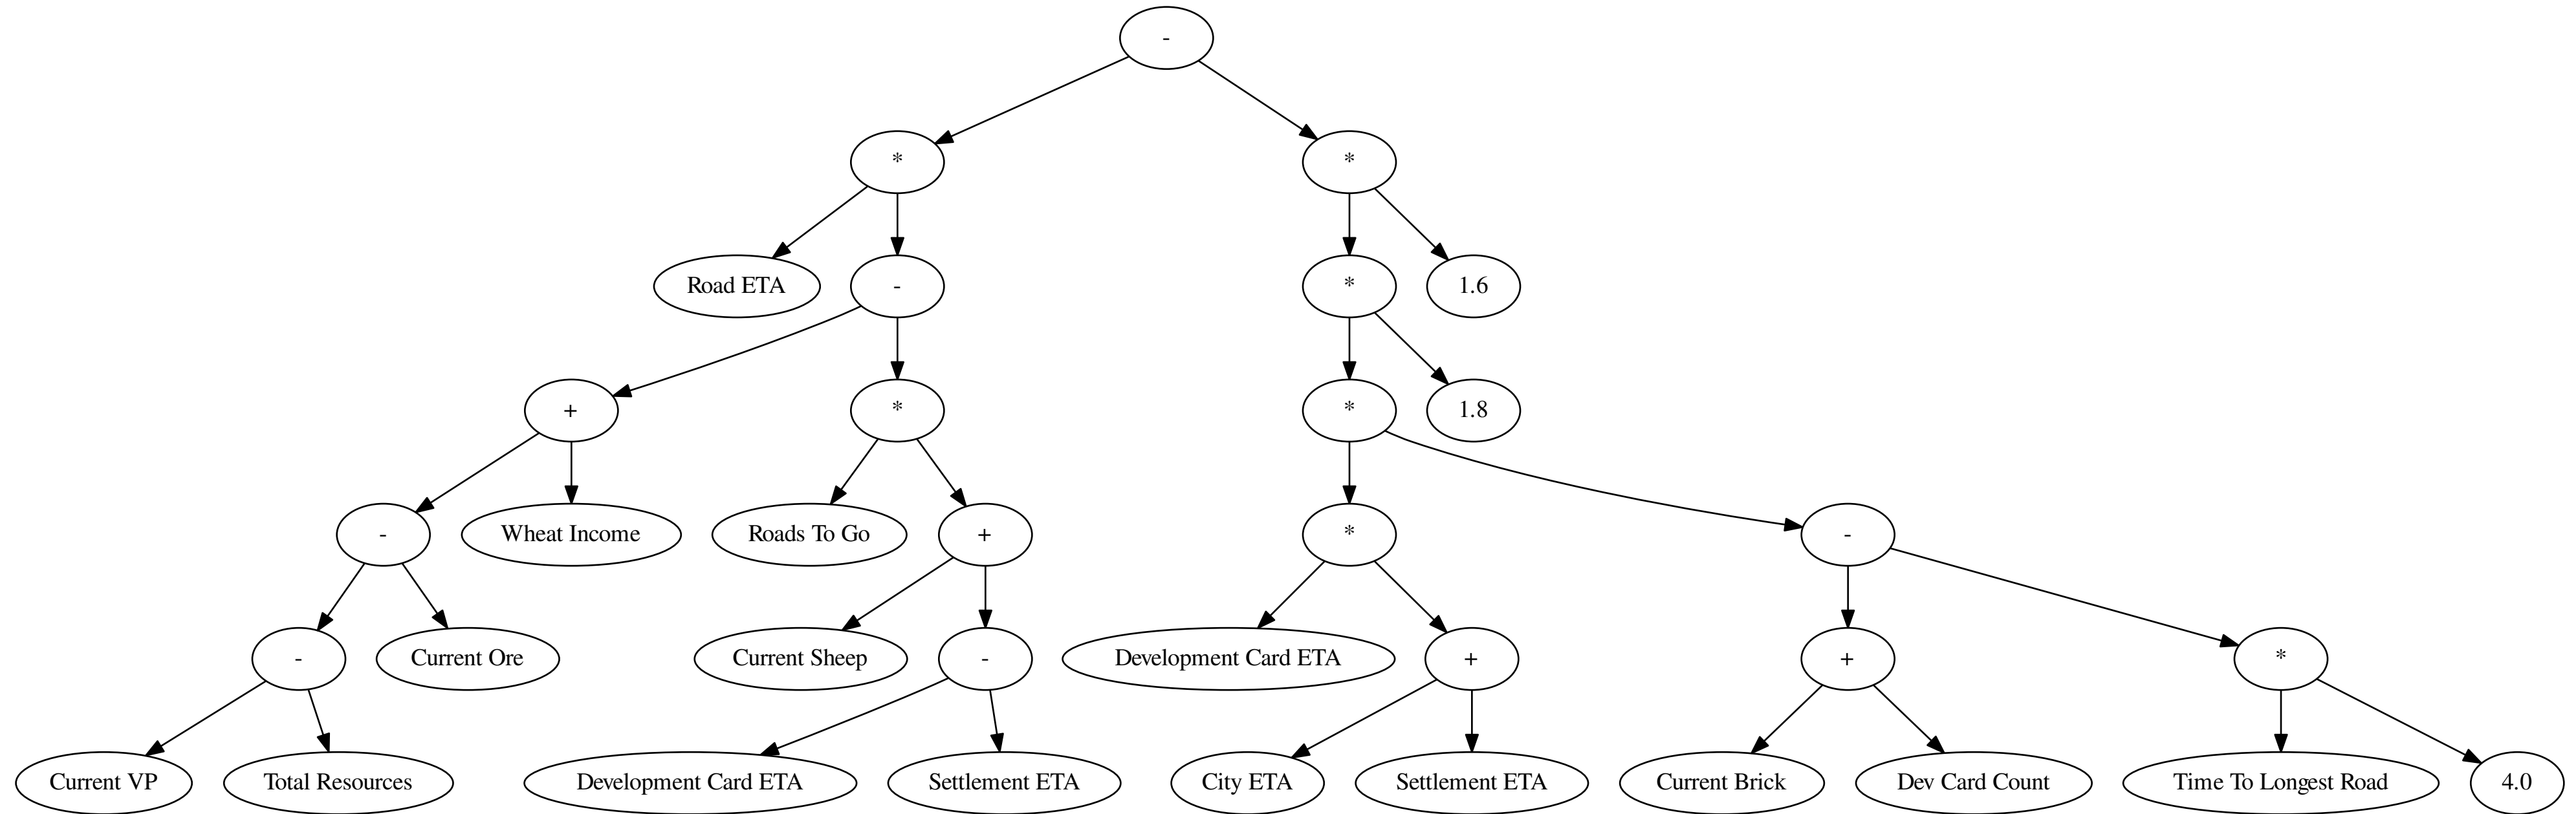 -
*
*
Road ETA
-
*
1.6
+
*
*
1.8
-
Wheat Income
Roads To Go
+
*
-
-
Current Ore
Current Sheep
-
Development Card ETA
+
+
*
Current VP
Total Resources
Development Card ETA
Settlement ETA
City ETA
Settlement ETA
Current Brick
Dev Card Count
Time To Longest Road
4.0